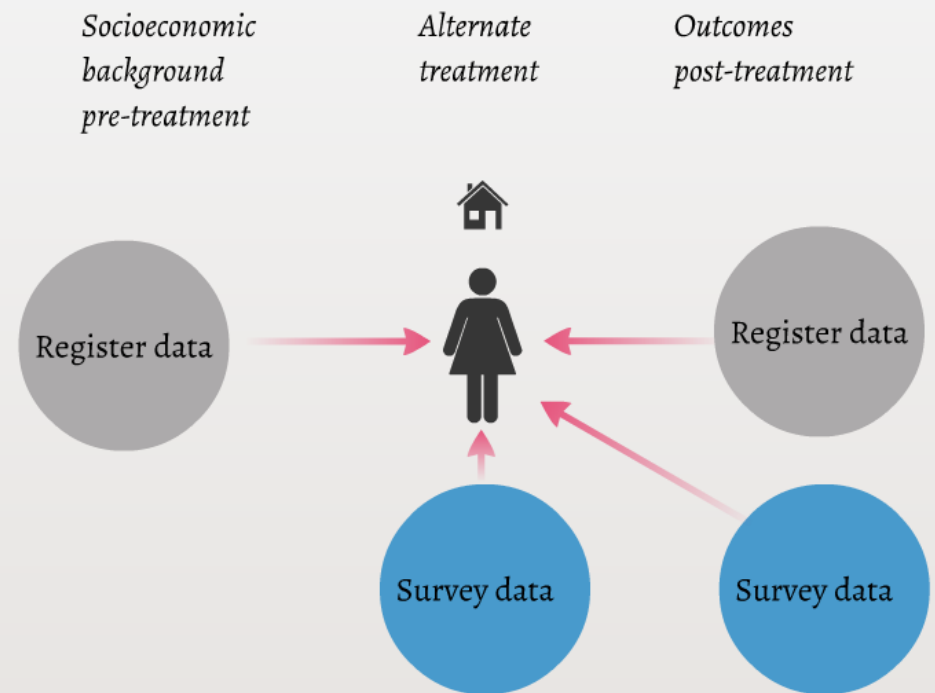 Socioeconomic
background
pre-treatment
Alternate
treatment
Outcomes
post-treatment
Register data
Register data
Survey data
Survey data